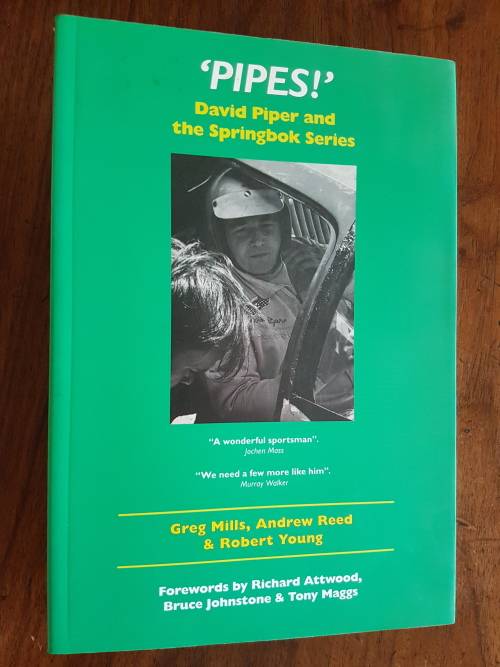 ‘PIPES!’
David Piper and
the Springbok Series
“A wonderful sportsman”.
Jochen Mass
“We need a few more like him”.
Murray Walker
Greg Mills, Andrew Reed
& Robert Young
Forewords by Richard Attwood,
Bruce Johnstone & Tony Maggs